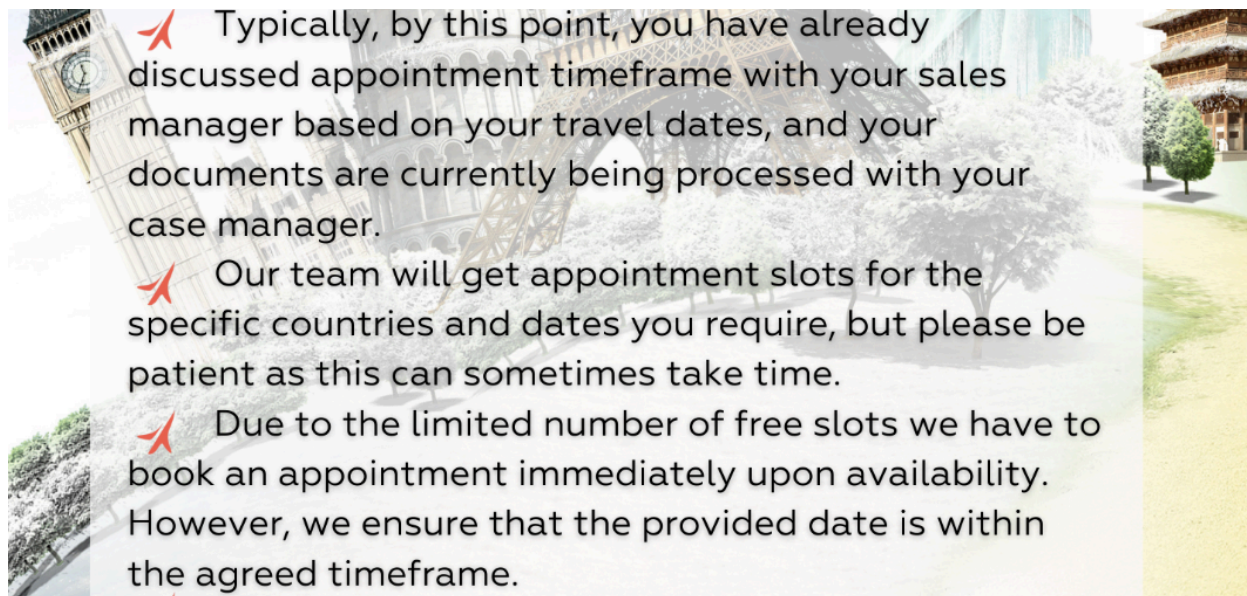 Typically, by this point, you have already
discussed appointment timeframe with your sales
manager based on your travel dates, and your
documents are currently being processed with your
case manager.
Our team will get appointment slots for the
specific countries and dates you require, but please be
patient as this can sometimes take time.
Due to the limited number of free slots we have to
book an appointment immediately upon availability.
However, we ensure that the provided date is within
the agreed timeframe.